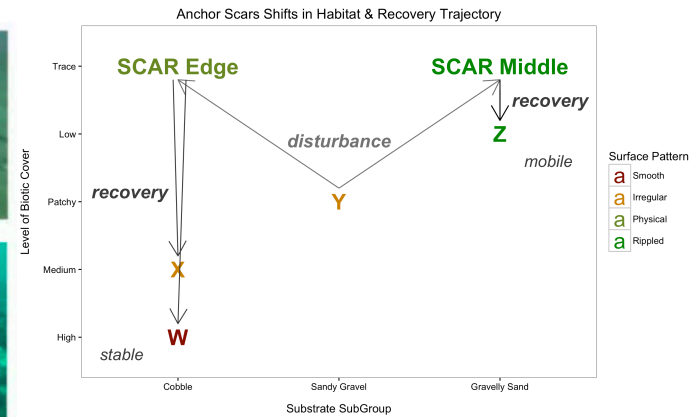 Anchor Scars Shifts in Habitat & Recovery Trajectory
Trace
SCAR Edge
SCAR Middle
recovery
Low
Z
disturbance
mobile
recovery
Patchy
Y
Medium
X
High
W
stable
Level of Biotic Cover
Cobble
Sandy Gravel
Gravelly Sand
Substrate SubGroup
Surface Pattern
a Smooth
a Irregular
a Physical
a Rippled